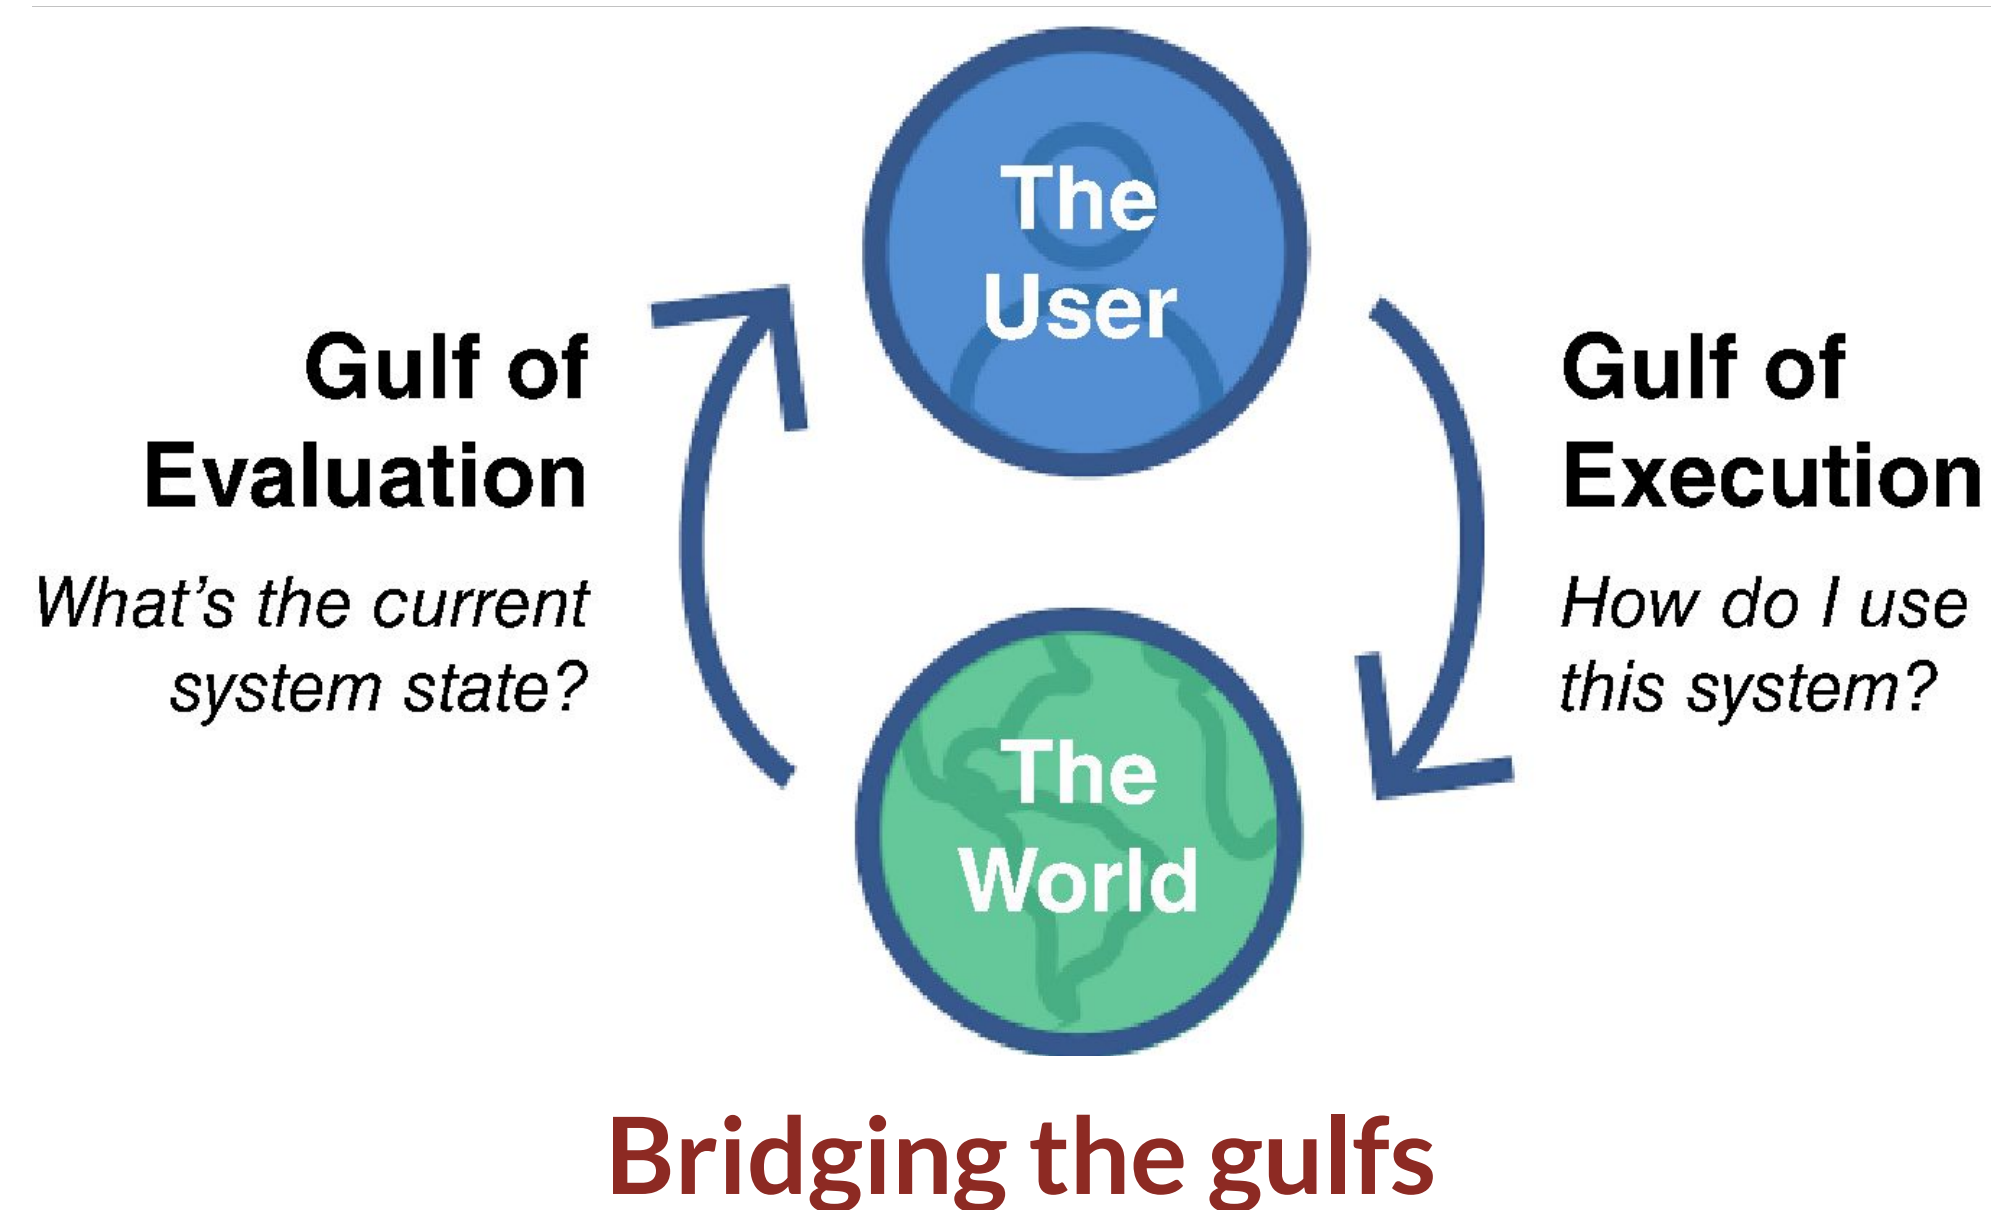 The
User
Gulf of
Evaluation
What's the current
system state?
Gulf of
Execution
How do I use
this system?
The
World
Bridging the gulfs